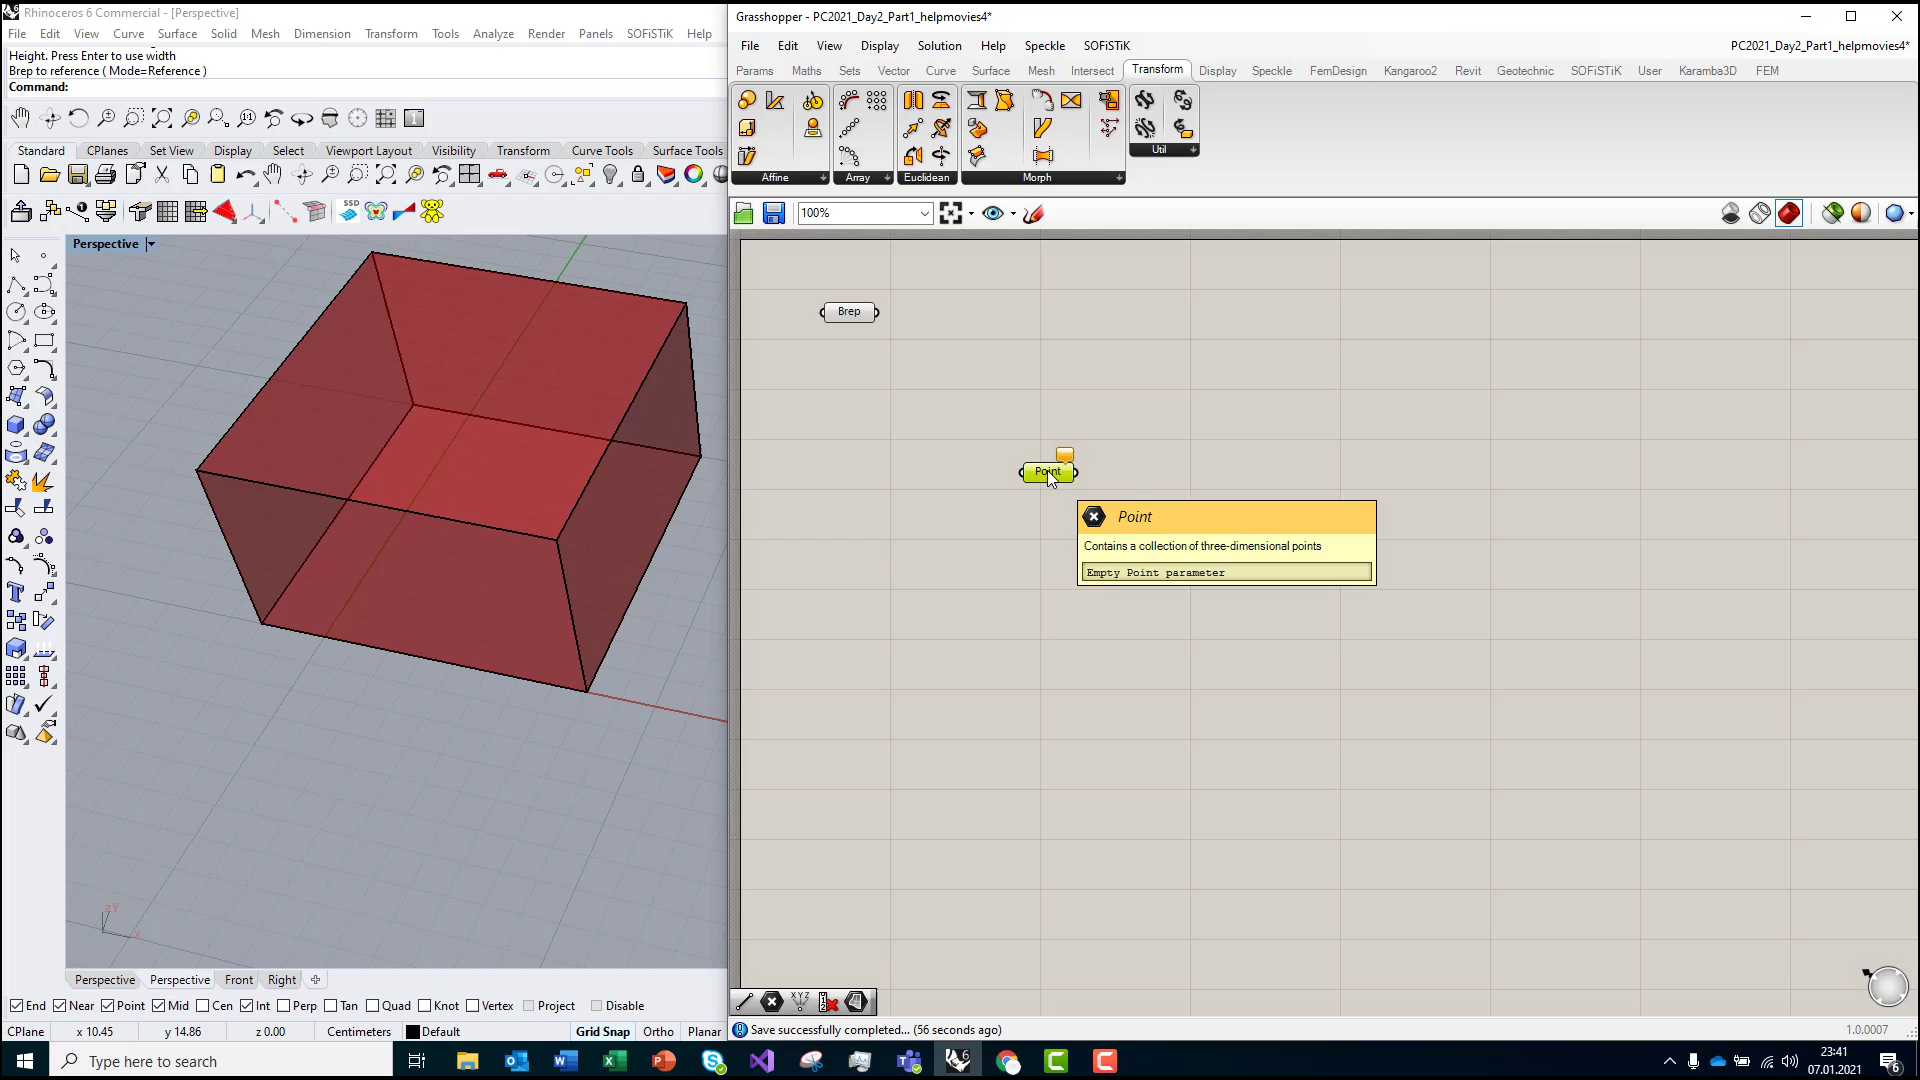 Rhinoceros 6 Commercial - [Perspective]
File Edit View Curve Surface Solid Mesh Dimension Transform Tools Analyze Render Panels SOFiSTiK Help
Height. Press Enter to use width
Brep to reference ( Mode=Reference )
Command:
Standard CPlanes Set View Display Select Viewport Layout Visibility Transform Curve Tools Surface Tools
Perspective
z y
x
Perspective Perspective Front Right
End Near Point Mid Cen Int Perp Tan Quad Knot Vertex Project Disable
CPlane x 10.45 y 14.86 z 0.00 Centimeters Default Grid Snap Ortho Planar
Grasshopper - PC2021_Day2_Part1_helpmovies4*
File Edit View Display Solution Help Speckle SOFiSTiK PC2021_Day2_Part1_helpmovies4*
Params Maths Sets Vector Curve Surface Mesh Intersect Transform Display Speckle FemDesign Kangaroo2 Revit Geotechnic SOFiSTiK User Karamba3D FEM
Affine Array Euclidean Morph Util
100%
Brep
Point
Point
Contains a collection of three-dimensional points
Empty Point parameter
Save successfully completed... (56 seconds ago) 1.0.0007
Type here to search
23:41
07.01.2021
6